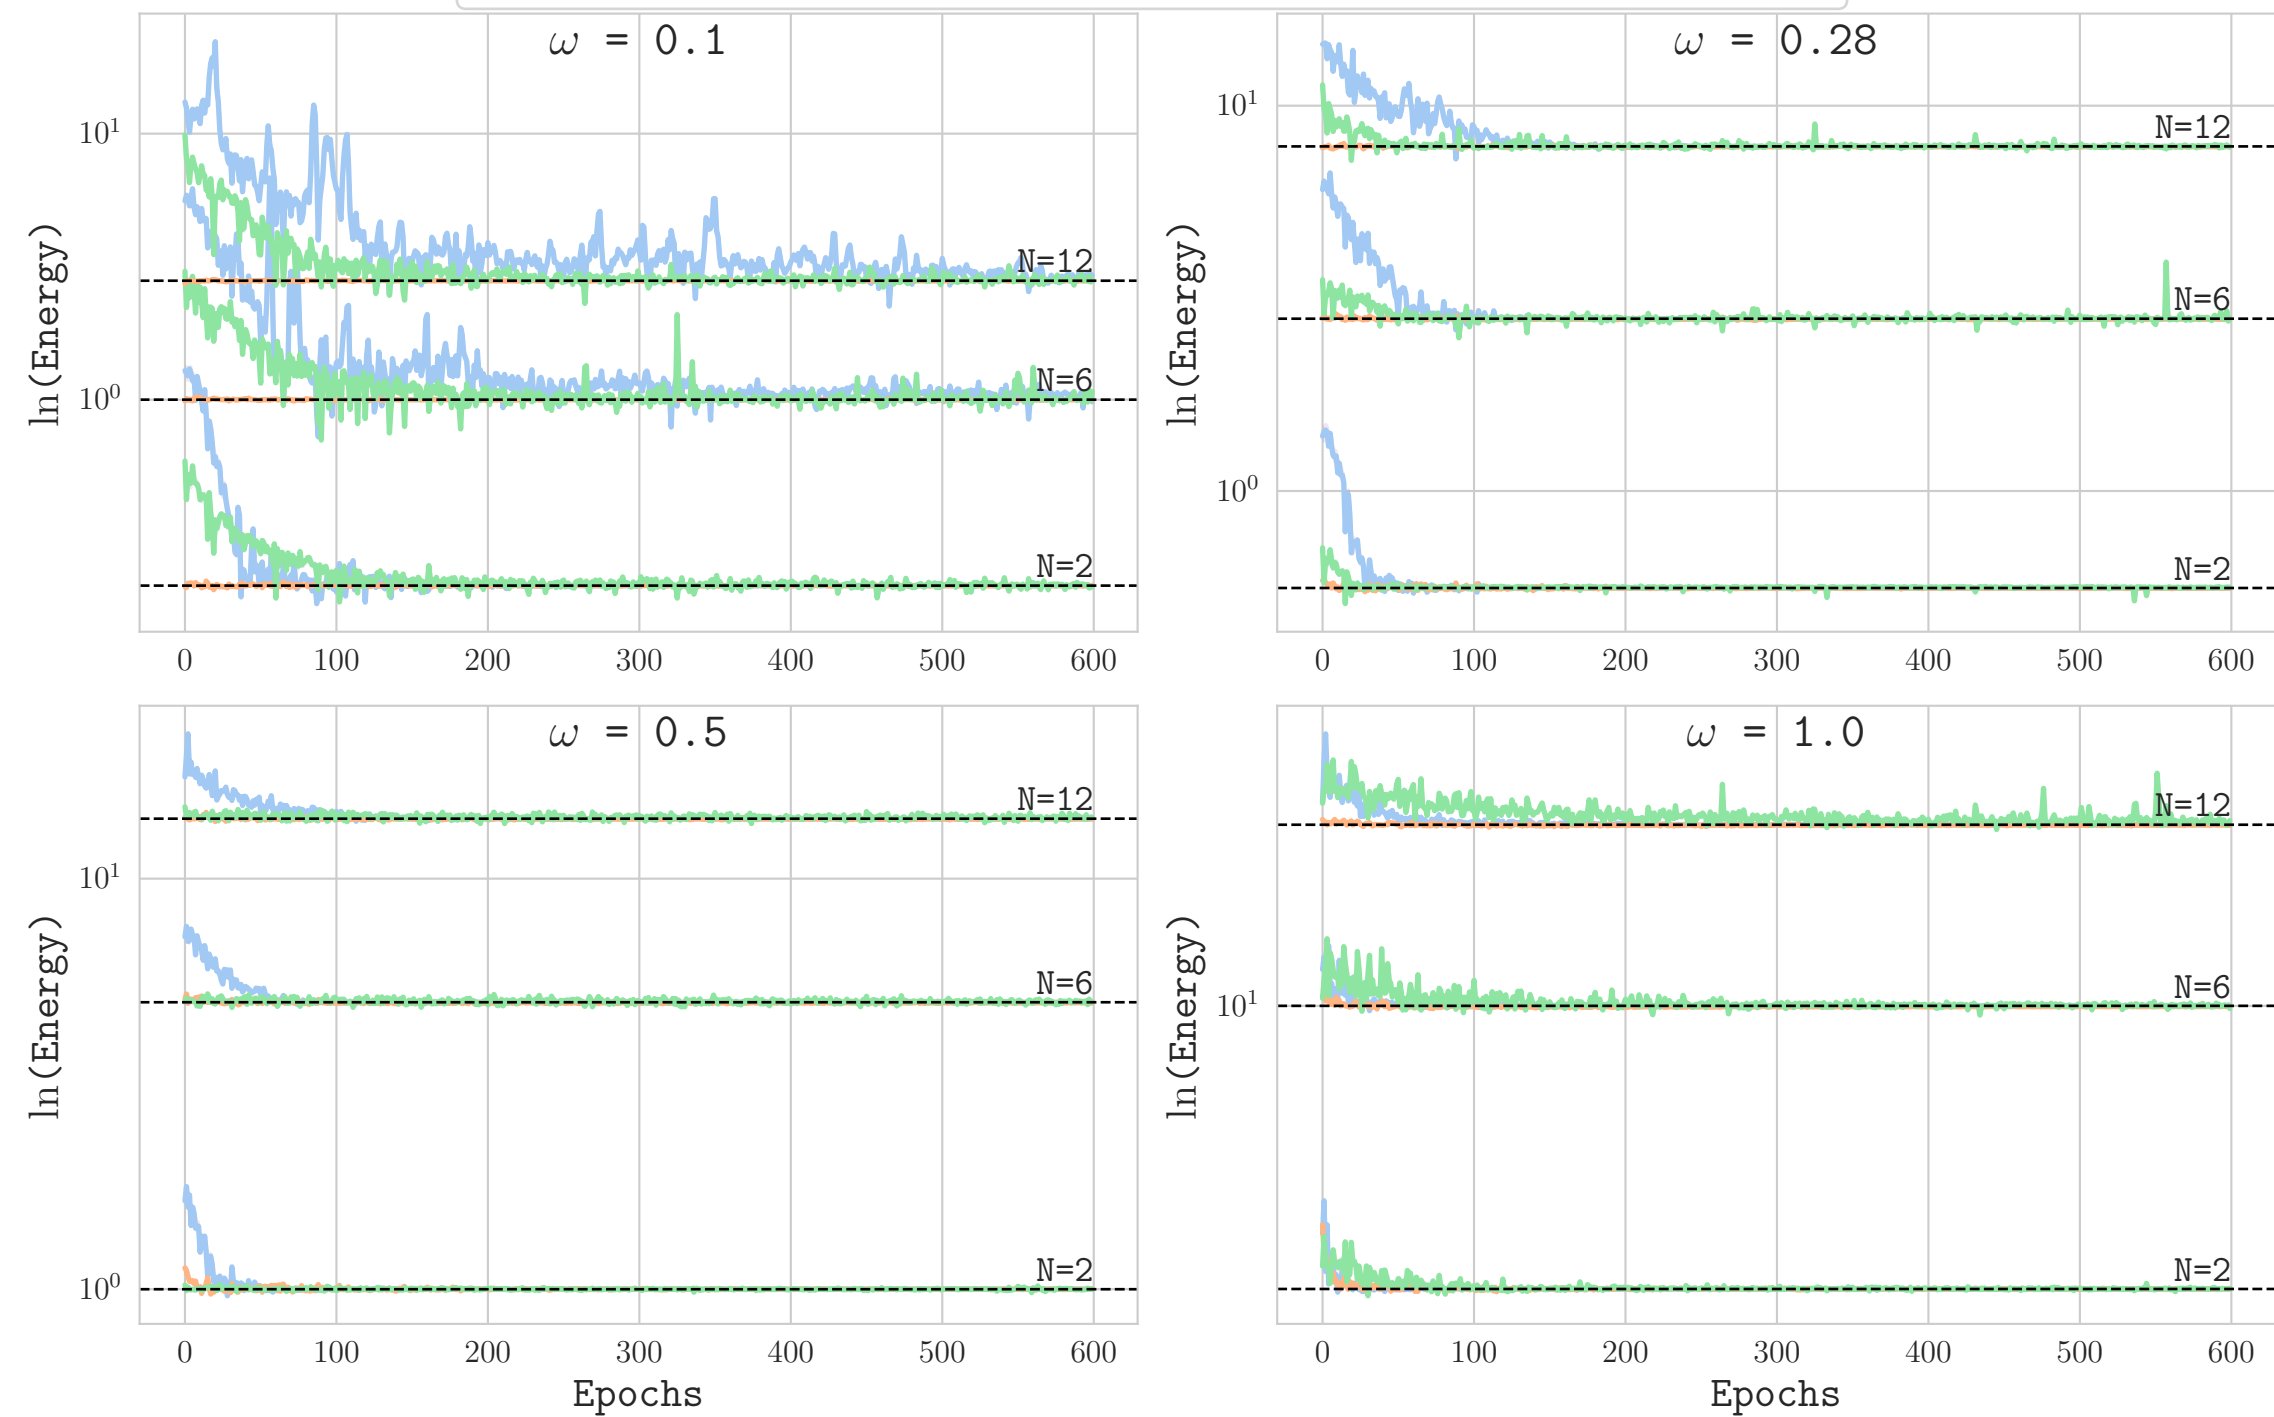 ω = 0.1
ln(Energy)
10¹
10⁰
N=12
N=6
N=2
0 100 200 300 400 500 600
ω = 0.28
ln(Energy)
10¹
10⁰
N=12
N=6
N=2
0 100 200 300 400 500 600
ω = 0.5
ln(Energy)
10¹
10⁰
N=12
N=6
N=2
0 100 200 300 400 500 600
Epochs
ω = 1.0
ln(Energy)
10¹
N=12
N=6
N=2
0 100 200 300 400 500 600
Epochs